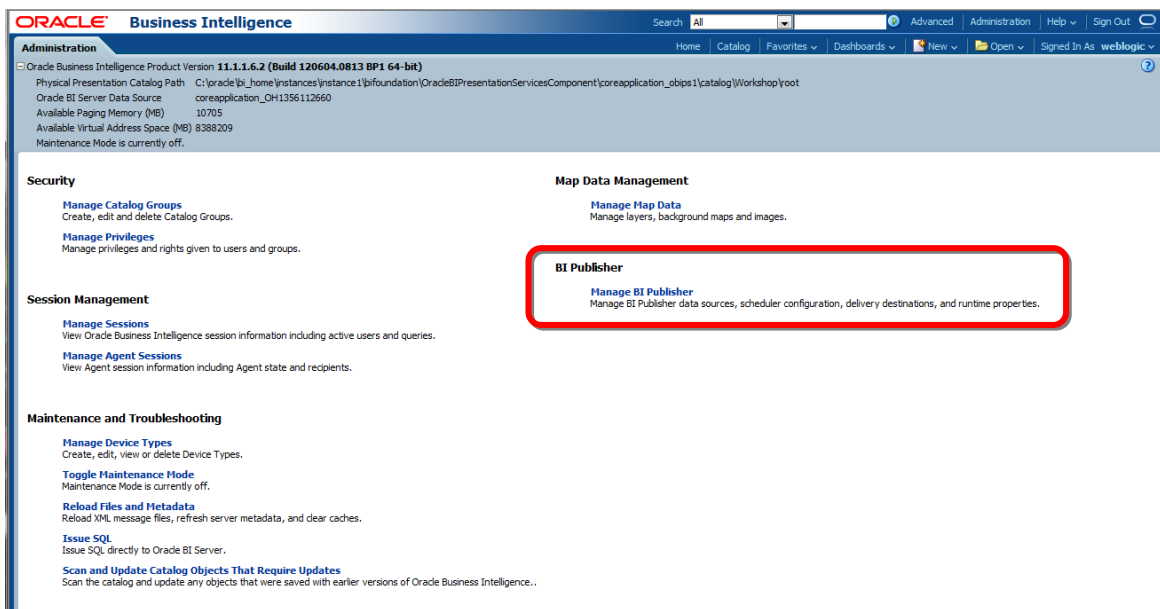 ORACLE Business Intelligence
Search All Advanced Administration Help Sign Out
Administration
Home Catalog Favorites Dashboards New Open Signed In As weblogic
Oracle Business Intelligence Product Version 11.1.1.6.2 (Build 120604.0813 BP1 64-bit)
Physical Presentation Catalog Path C:\oracle\bi_home\instances\instance1\bifoundation\OracleBIPresentationServicesComponent\coreapplication_obips1\catalog\Workshop\root
Oracle BI Server Data Source coreapplication_OH1356112660
Available Paging Memory (MB) 10705
Available Virtual Address Space (MB) 8388209
Maintenance Mode is currently off.
Security
Manage Catalog Groups
Create, edit and delete Catalog Groups.
Manage Privileges
Manage privileges and rights given to users and groups.
Session Management
Manage Sessions
View Oracle Business Intelligence session information including active users and queries.
Manage Agent Sessions
View Agent session information including Agent state and recipients.
Maintenance and Troubleshooting
Manage Device Types
Create, edit, view or delete Device Types.
Toggle Maintenance Mode
Maintenance Mode is currently off.
Reload Files and Metadata
Reload XML message files, refresh server metadata, and clear caches.
Issue SQL
Issue SQL directly to Oracle BI Server.
Scan and Update Catalog Objects That Require Updates
Scan the catalog and update any objects that were saved with earlier versions of Oracle Business Intelligence..
Map Data Management
Manage Map Data
Manage layers, background maps and images.
BI Publisher
Manage BI Publisher
Manage BI Publisher data sources, scheduler configuration, delivery destinations, and runtime properties.